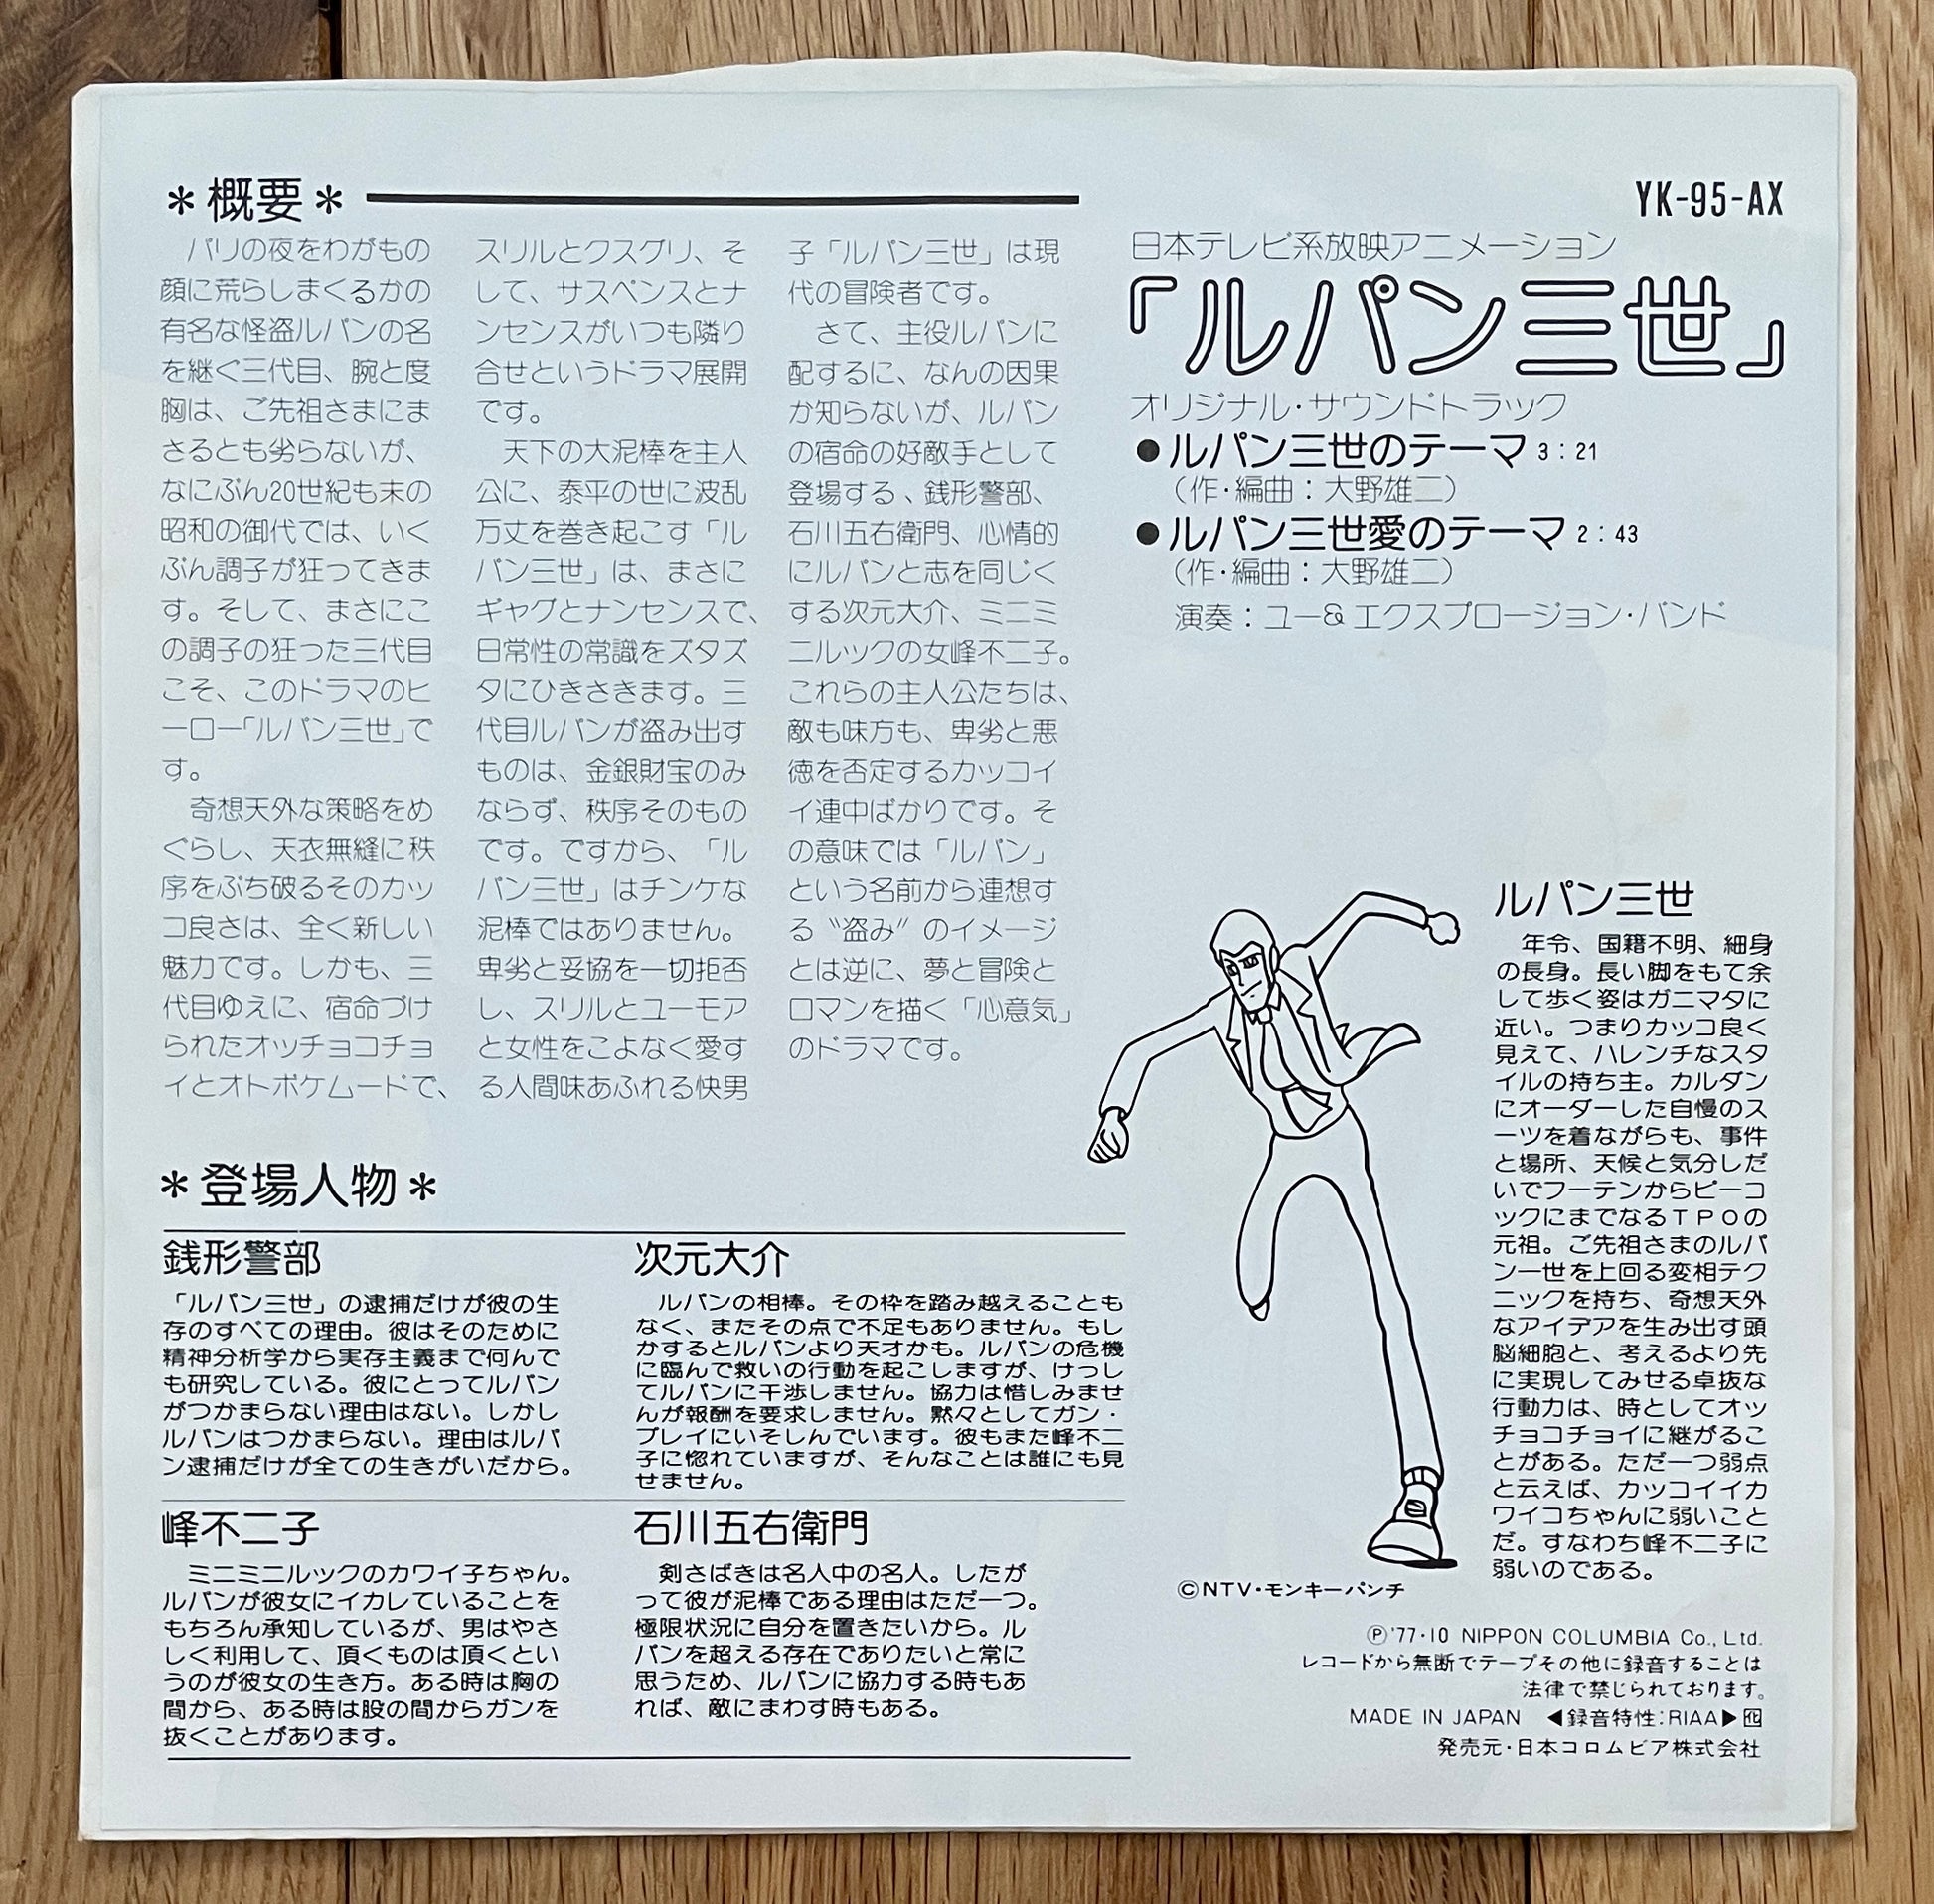 ＊概要＊
　パリの夜をわがもの
顔に荒らしまくるかの
有名な怪盗ルパンの名
を継ぐ三代目、腕と度
胸は、ご先祖さまにま
さるとも劣らないが、
なにぶん20世紀も末の
昭和の御代では、いく
ぶん調子が狂ってきま
す。そして、まさにこ
の調子の狂った三代目
こそ、このドラマのヒ
ーロー「ルパン三世」で
す。
　奇想天外な策略をめ
ぐらし、天衣無縫に秩
序をぶち破るそのカッ
コ良さは、全く新しい
魅力です。しかも、三
代目ゆえに、宿命づけ
られたオッチョコチョ
イとオトボケムードで、
スリルとクスグリ、そ
して、サスペンスとナ
ンセンスがいつも隣り
合せというドラマ展開
です。
　天下の大泥棒を主人
公に、泰平の世に波乱
万丈を巻き起こす「ル
パン三世」は、まさに
ギャグとナンセンスで、
日常性の常識をズタズ
タにひきさきます。三
代目ルパンが盗み出す
ものは、金銀財宝のみ
ならず、秩序そのもの
です。ですから、「ル
パン三世」はチンケな
泥棒ではありません。
卑劣と妥協を一切拒否
し、スリルとユーモア
と女性をこよなく愛す
る人間味あふれる快男
子「ルパン三世」は現
代の冒険者です。
　さて、主役ルパンに
配するに、なんの因果
か知らないが、ルパン
の宿命の好敵手として
登場する、銭形警部、
石川五右衛門、心情的
にルパンと志を同じく
する次元大介、ミニミ
ニルックの女峰不二子。
これらの主人公たちは、
敵も味方も、卑劣と悪
徳を否定するカッコイ
イ連中ばかりです。そ
の意味では「ルパン」
という名前から連想す
る〝盗み〟のイメージ
とは逆に、夢と冒険と
ロマンを描く「心意気」
のドラマです。
YK-95-AX
日本テレビ系放映アニメーション
「ルパン三世」
オリジナル・サウンドトラック
●ルパン三世のテーマ 3：21
（作・編曲：大野雄二）
●ルパン三世愛のテーマ 2：43
（作・編曲：大野雄二）
演奏：ユー&エクスプロージョン・バンド
＊登場人物＊
銭形警部
「ルパン三世」の逮捕だけが彼の生
存のすべての理由。彼はそのために
精神分析学から実存主義まで何んで
も研究している。彼にとってルパン
がつかまらない理由はない。しかし
ルパンはつかまらない。理由はルパ
ン逮捕だけが全ての生きがいだから。
次元大介
　ルパンの相棒。その枠を踏み越えることも
なく、またその点で不足もありません。もし
かするとルパンより天才かも。ルパンの危機
に臨んで救いの行動を起こしますが、けっし
てルパンに干渉しません。協力は惜しみませ
んが報酬を要求しません。黙々としてガン・
プレイにいそしんでいます。彼もまた峰不二
子に惚れていますが、そんなことは誰にも見
せません。
峰不二子
　ミニミニルックのカワイ子ちゃん。
ルパンが彼女にイカレていることを
もちろん承知しているが、男はやさ
しく利用して、頂くものは頂くとい
うのが彼女の生き方。ある時は胸の
間から、ある時は股の間からガンを
抜くことがあります。
石川五右衛門
　剣さばきは名人中の名人。したが
って彼が泥棒である理由はただ一つ。
極限状況に自分を置きたいから。ル
パンを超える存在でありたいと常に
思うため、ルパンに協力する時もあ
れば、敵にまわす時もある。
ルパン三世
　年令、国籍不明、細身
の長身。長い脚をもて余
して歩く姿はガニマタに
近い。つまりカッコ良く
見えて、ハレンチなスタ
イルの持ち主。カルダン
にオーダーした自慢のス
ーツを着ながらも、事件
と場所、天候と気分しだ
いでフーテンからピーコ
ックにまでなるＴＰＯの
元祖。ご先祖さまのルパ
ン一世を上回る変相テク
ニックを持ち、奇想天外
なアイデアを生み出す頭
脳細胞と、考えるより先
に実現してみせる卓抜な
行動力は、時としてオッ
チョコチョイに継がるこ
とがある。ただ一つ弱点
と云えば、カッコイイカ
ワイコちゃんに弱いこと
だ。すなわち峰不二子に
弱いのである。
©NTV・モンキーパンチ
Ⓟ'77・10 NIPPON COLUMBIA Co., Ltd.
レコードから無断でテープその他に録音することは
法律で禁じられております。
MADE IN JAPAN ◀録音特性:RIAA▶
発売元・日本コロムビア株式会社